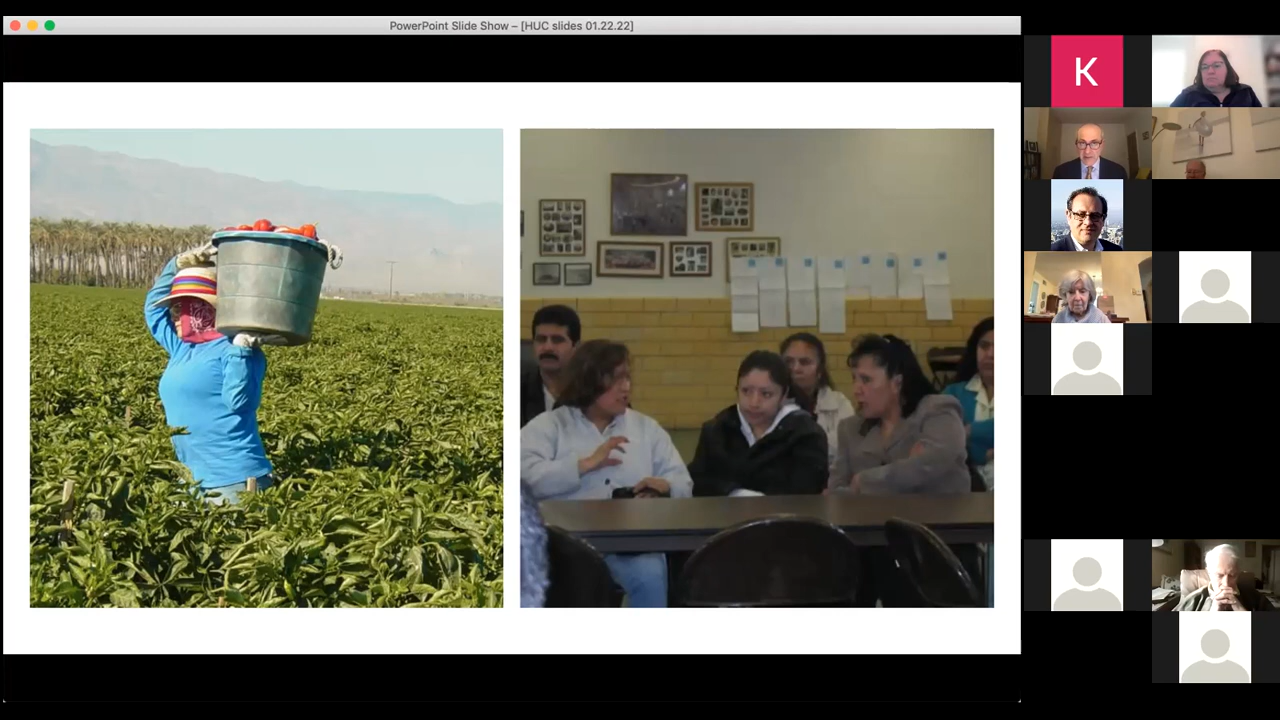 PowerPoint Slide Show – [HUC slides 01.22.22]
K